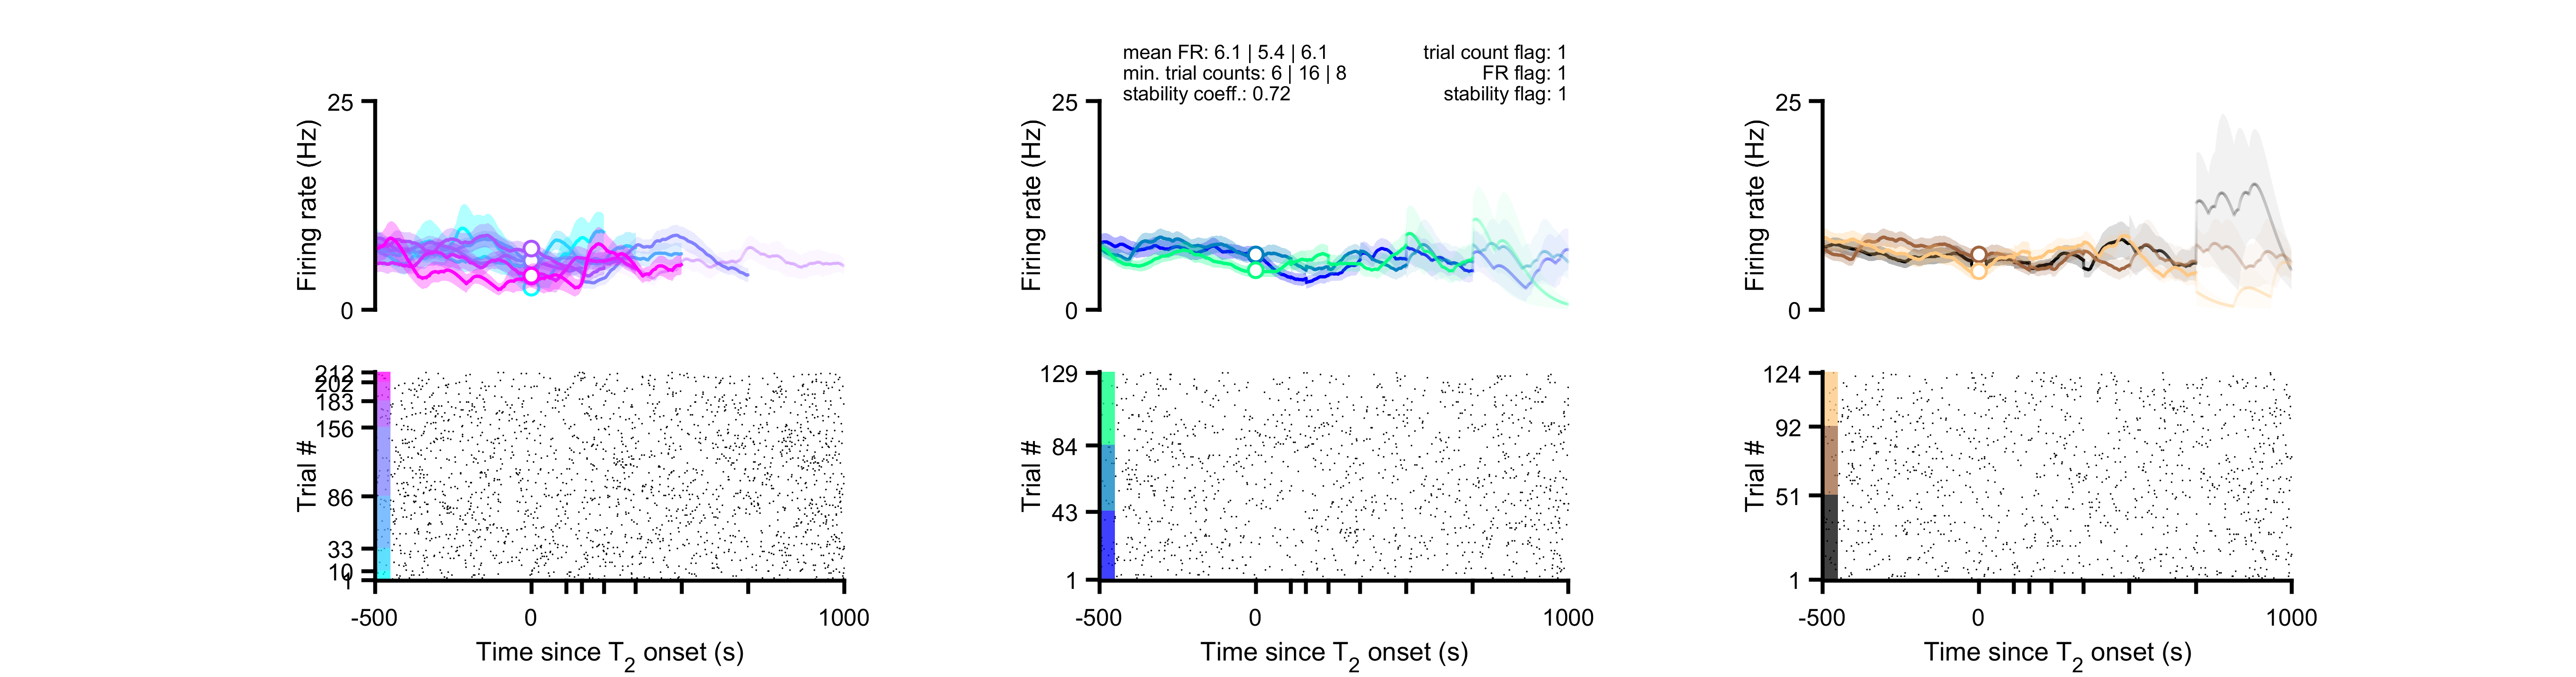 mean FR: 6.1 | 5.4 | 6.1
min. trial counts: 6 | 16 | 8
stability coeff.: 0.72
trial count flag: 1
FR flag: 1
stability flag: 1
25
Firing rate (Hz)
0
25
Firing rate (Hz)
0
25
Firing rate (Hz)
0
212
202
183
156
86
33
10
1
Trial #
-500
0
1000
Time since T2 onset (s)
129
84
43
1
Trial #
-500
0
1000
Time since T2 onset (s)
124
92
51
1
Trial #
-500
0
1000
Time since T2 onset (s)